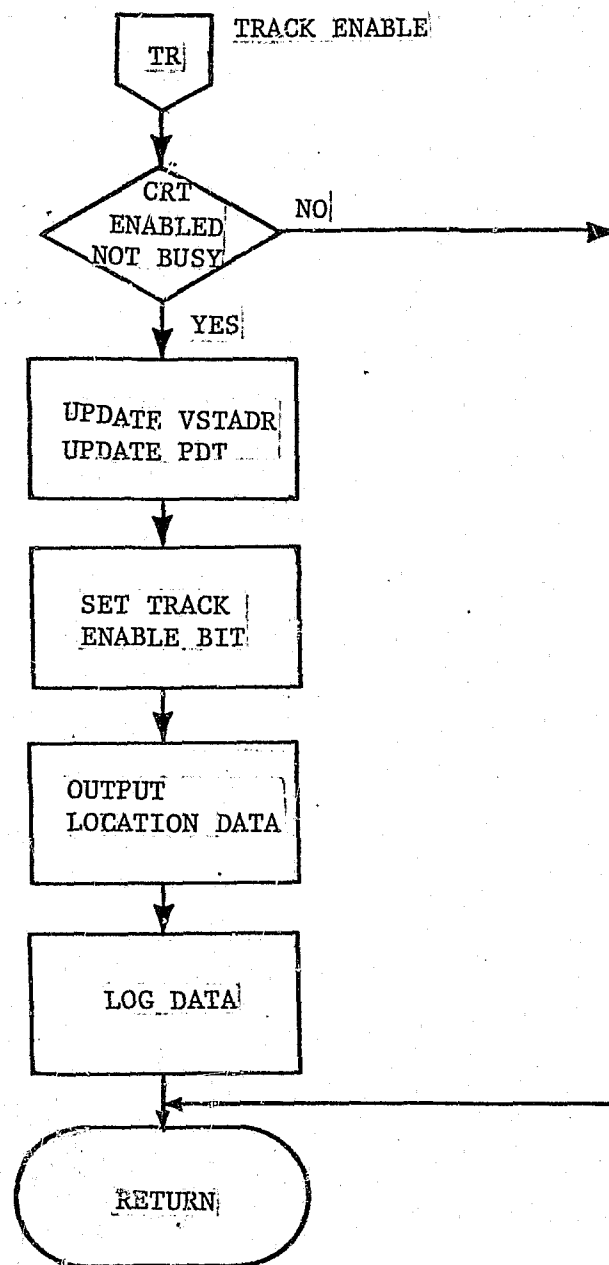 TRACK ENABLE
TR
CRT
ENABLED
NOT BUSY
NO
YES
UPDATE VSTADR
UPDATE PDT
SET TRACK
ENABLE BIT
OUTPUT
LOCATION DATA
LOG DATA
RETURN